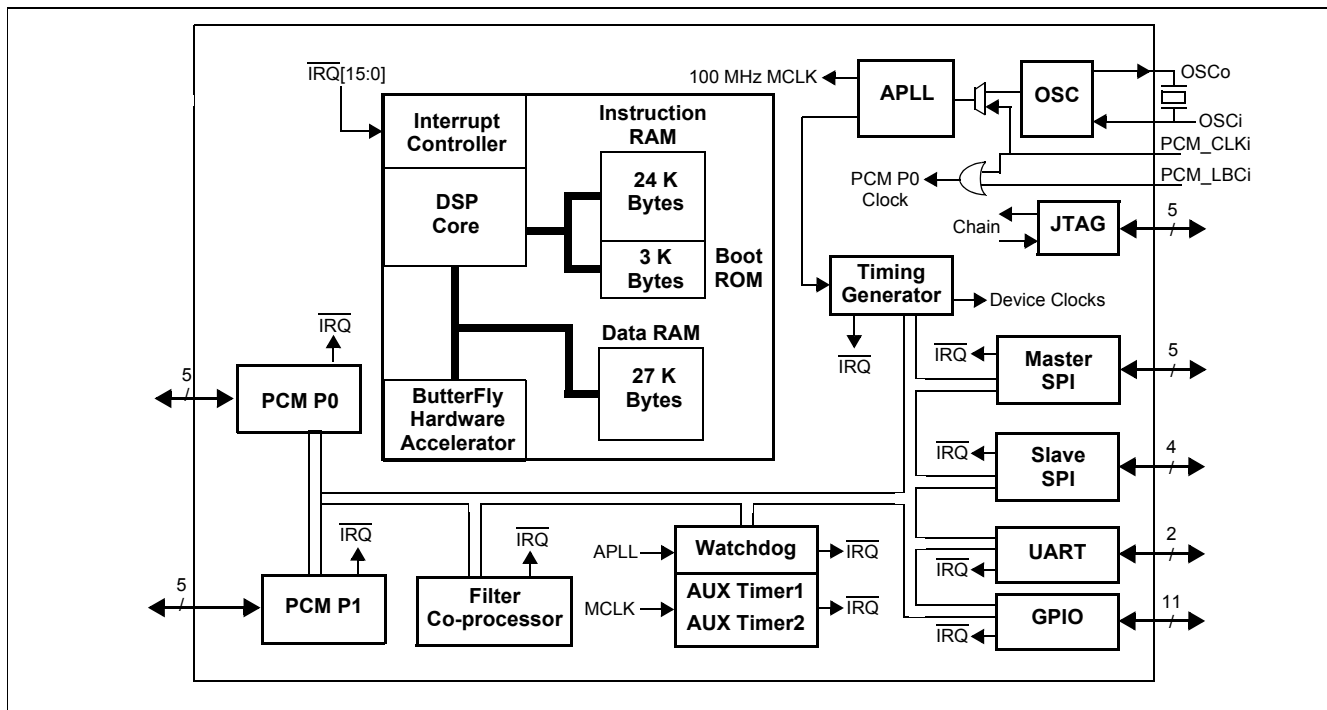 IRQ[15:0]
Interrupt
Controller
DSP
Core
Instruction
RAM
24 K
Bytes
3 K
Bytes
Boot
ROM
Data RAM
27 K
Bytes
ButterFly
Hardware
Accelerator
100 MHz MCLK
APLL
OSC
OSCo
OSCi
PCM_CLKi
PCM_LBCi
PCM P0
Clock
Chain
JTAG
5
Timing
Generator
Device Clocks
IRQ
IRQ
Master
SPI
5
IRQ
Slave
SPI
4
UART
IRQ
2
GPIO
IRQ
11
IRQ
5
PCM P0
IRQ
5
PCM P1
IRQ
Filter
Co-processor
APLL
Watchdog
IRQ
MCLK
AUX Timer1
AUX Timer2
IRQ